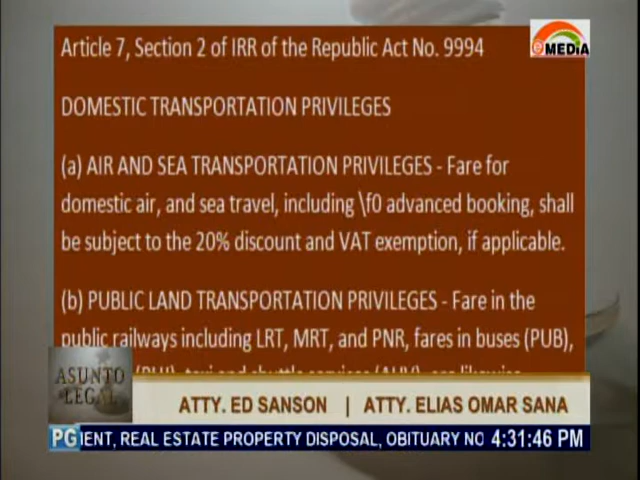 Article 7, Section 2 of IRR of the Republic Act No. 9994
eMEDIA
DOMESTIC TRANSPORTATION PRIVILEGES
(a) AIR AND SEA TRANSPORTATION PRIVILEGES - Fare for
domestic air, and sea travel, including \f0 advanced booking, shall
be subject to the 20% discount and VAT exemption, if applicable.
(b) PUBLIC LAND TRANSPORTATION PRIVILEGES - Fare in the
public railways including LRT, MRT, and PNR, fares in buses (PUB),
ASUNTO
LEGAL
ATTY. ED SANSON | ATTY. ELIAS OMAR SANA
PG IENT, REAL ESTATE PROPERTY DISPOSAL, OBITUARY NO 4:31:46 PM